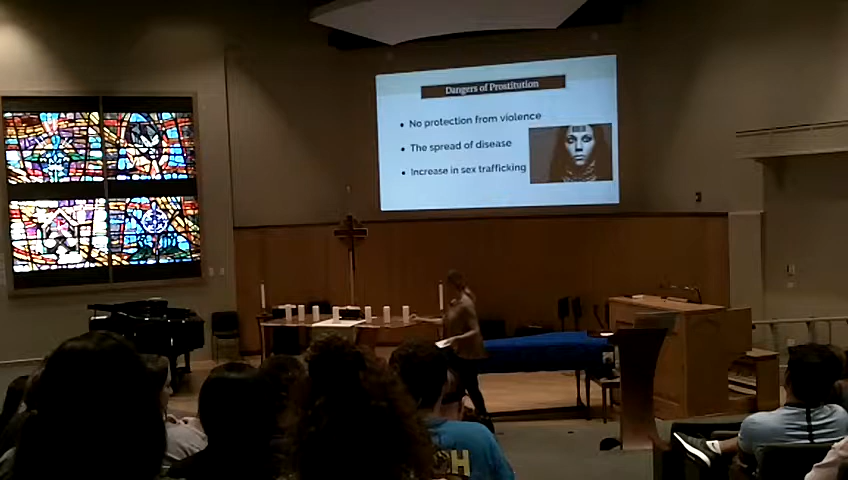 Dangers of Prostitution
• No protection from violence
• The spread of disease
• Increase in sex trafficking